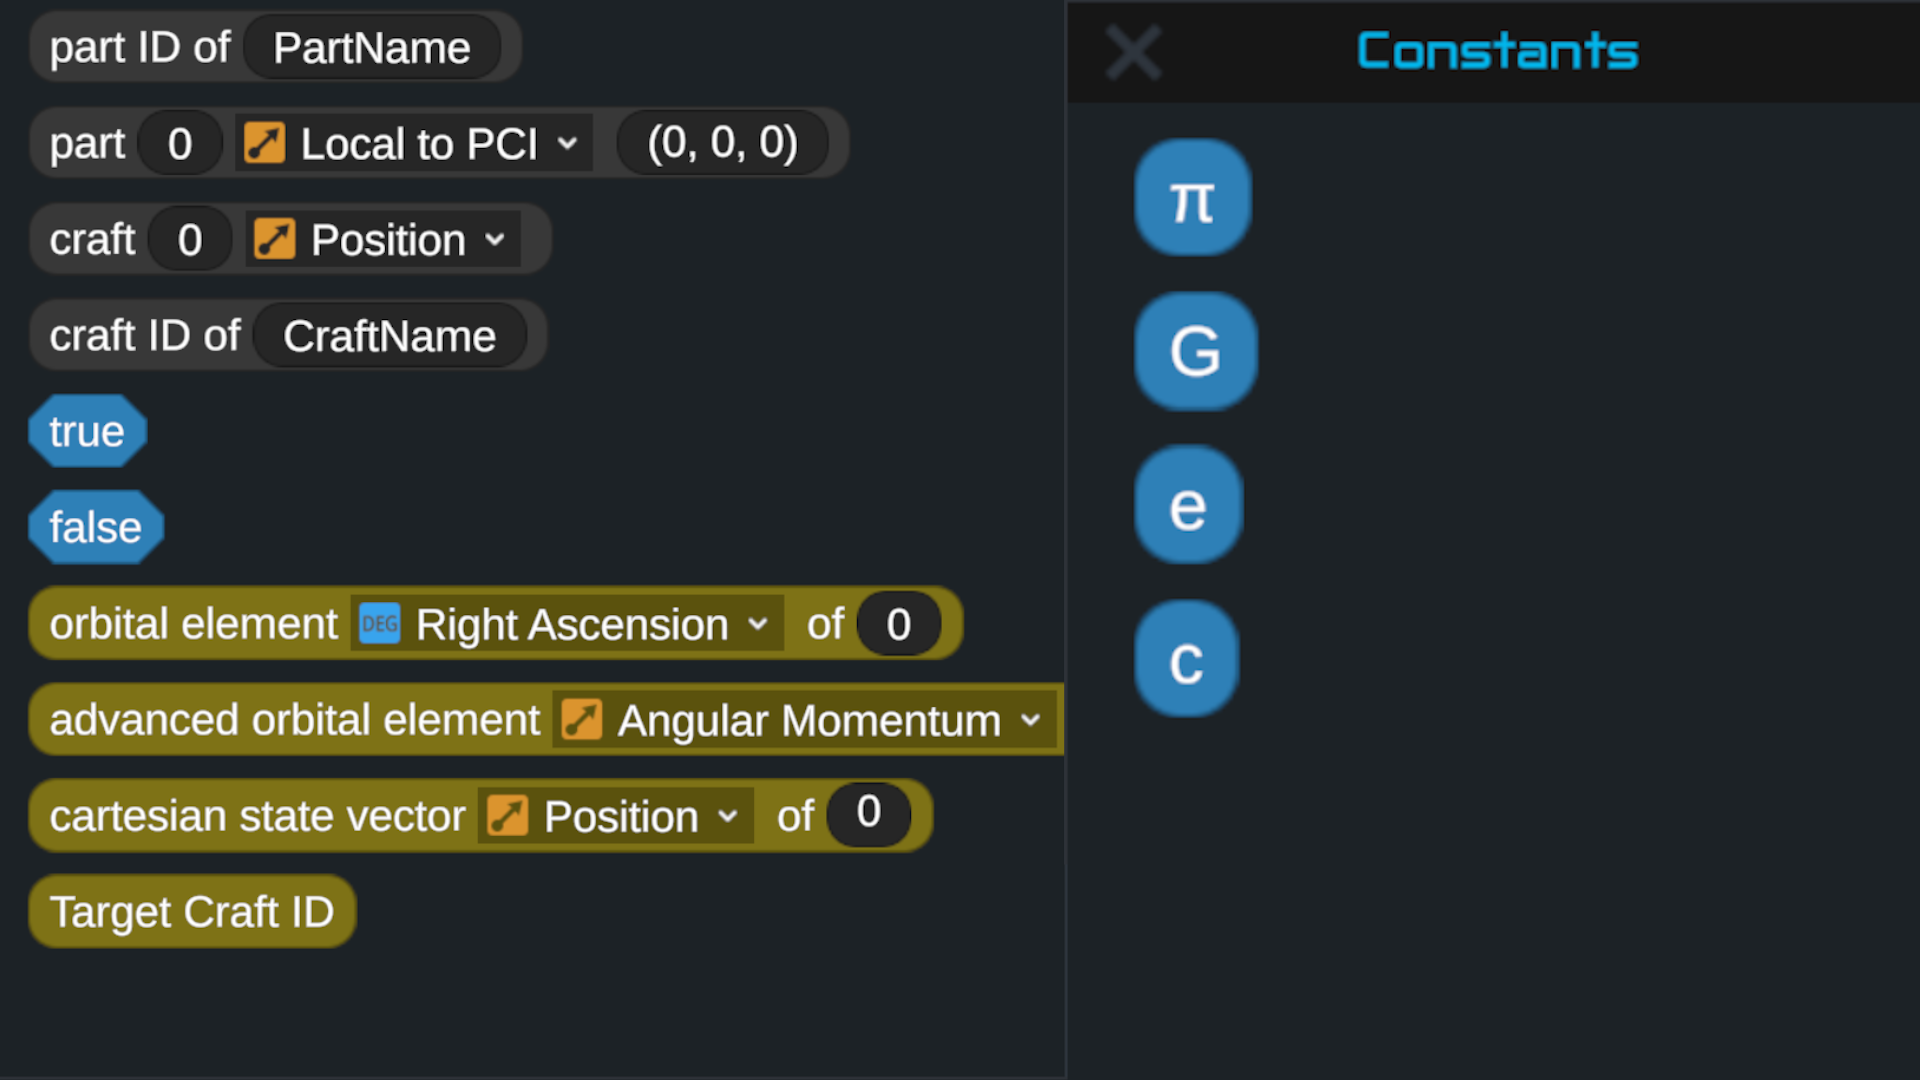 part ID of PartName
part 0 Local to PCI (0, 0, 0)
craft 0 Position
craft ID of CraftName
true
false
orbital element DEG Right Ascension of 0
advanced orbital element Angular Momentum
cartesian state vector Position of 0
Target Craft ID
Constants
π
G
e
c